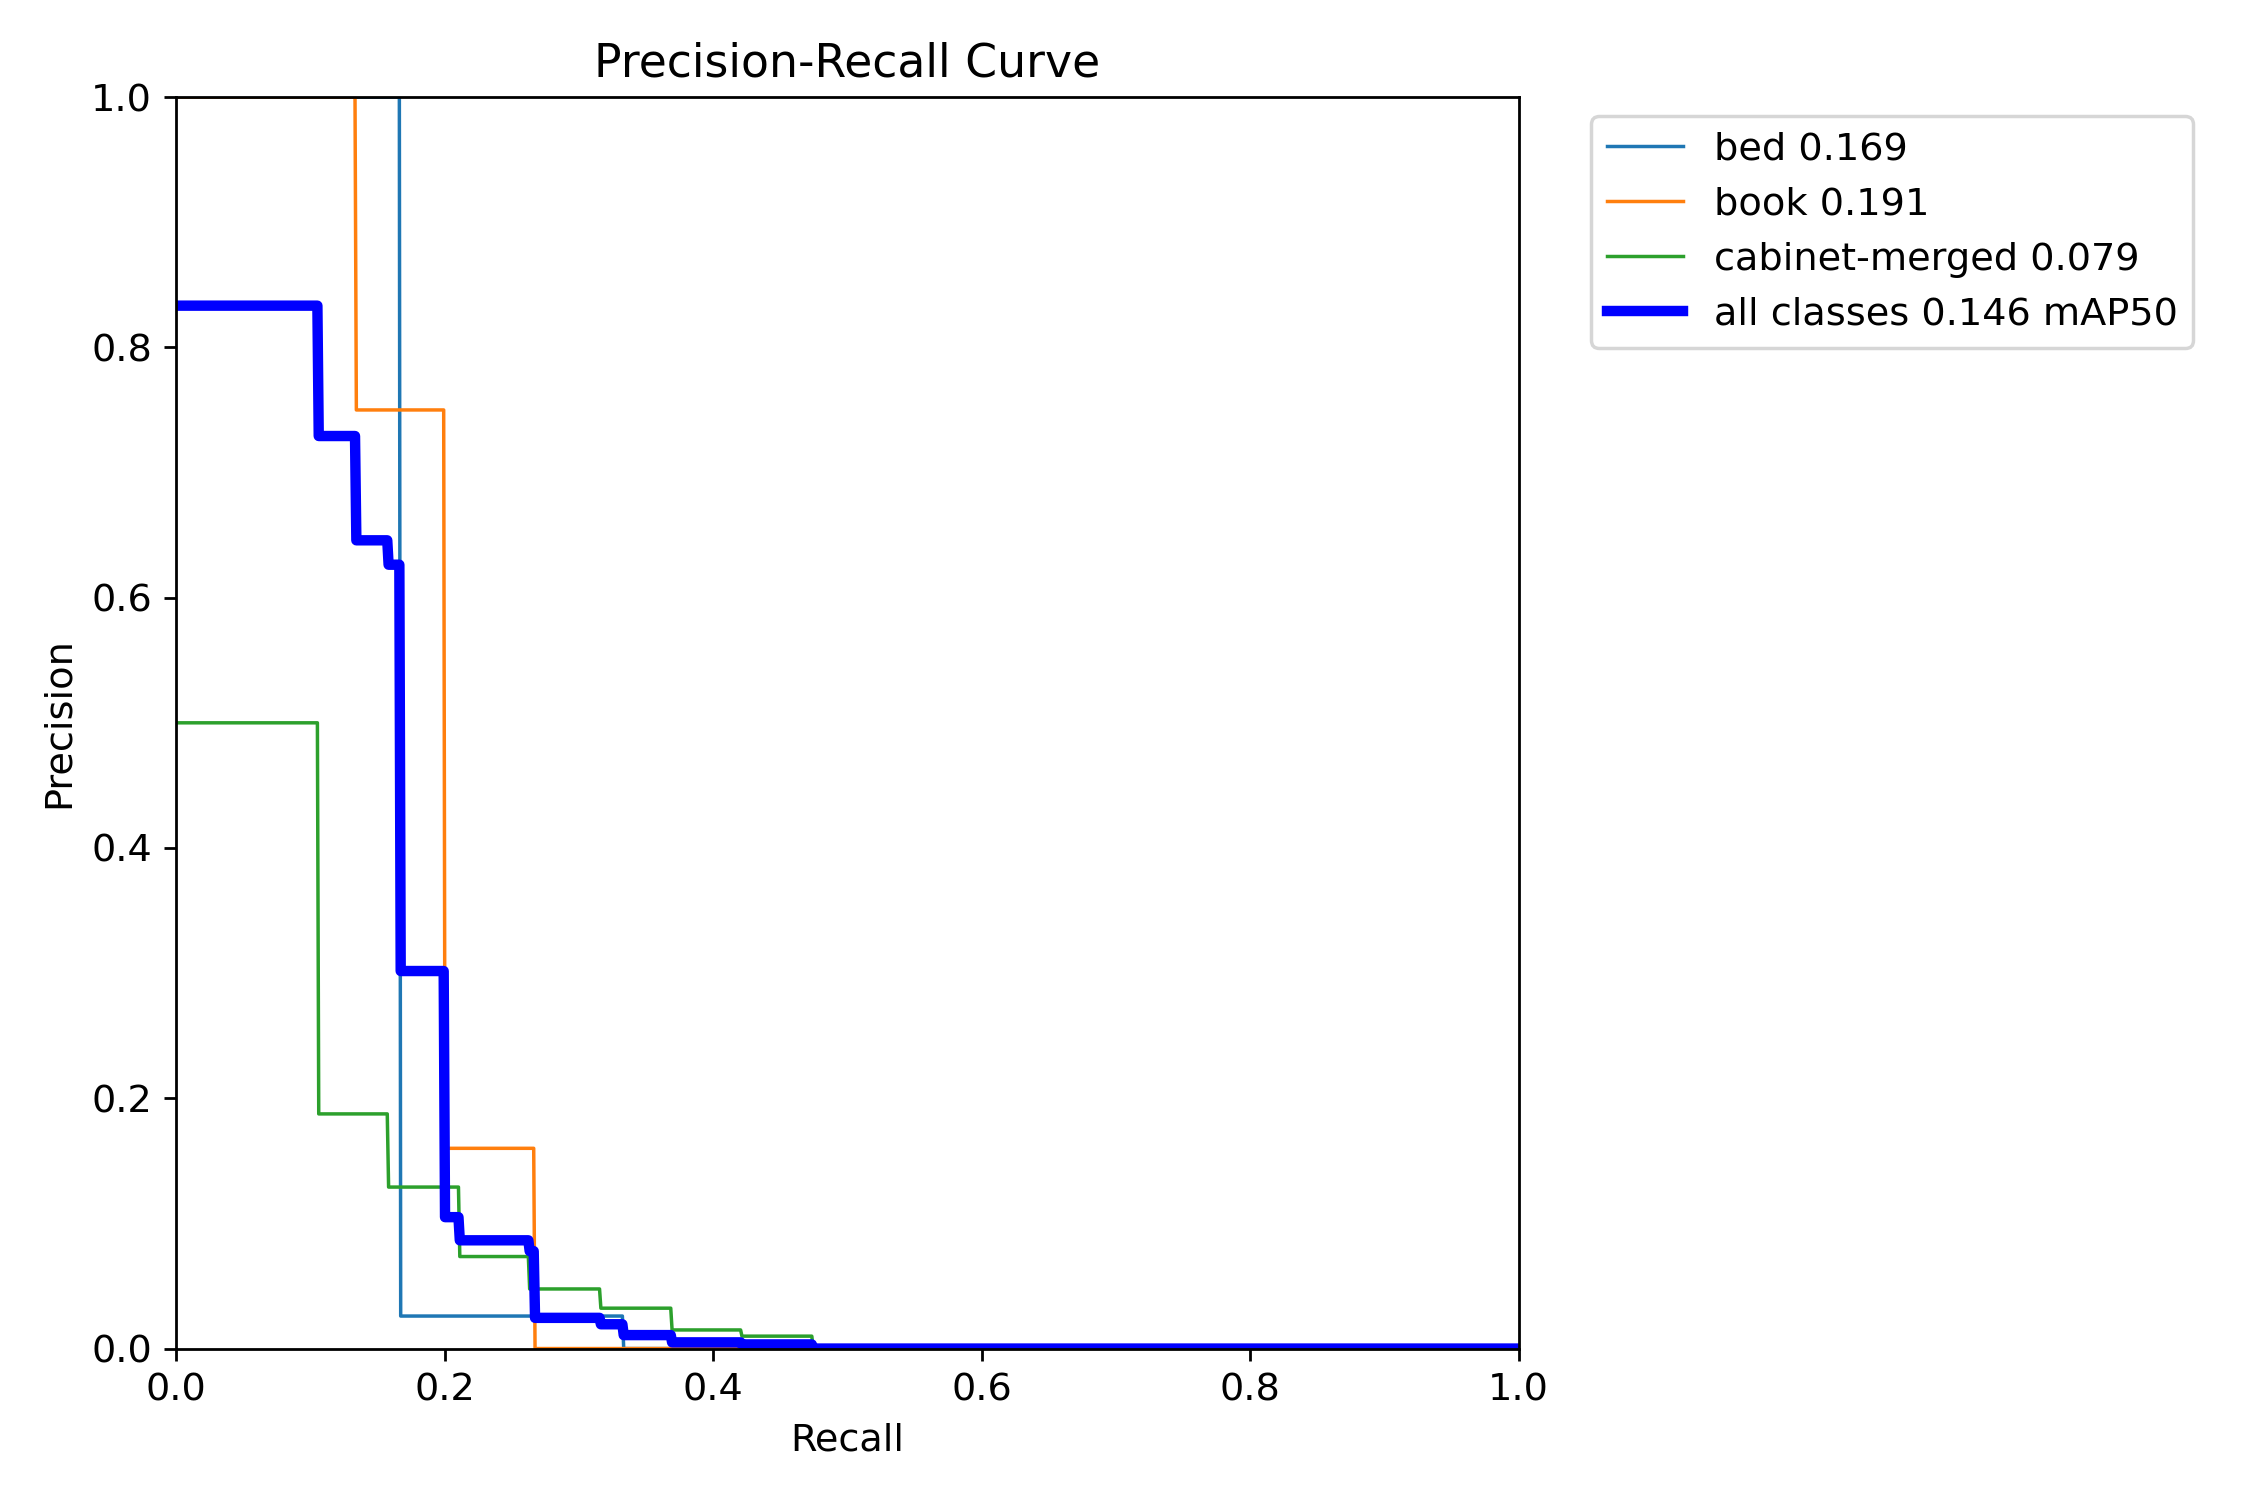 Precision-Recall Curve
1.0
0.8
0.6
0.4
0.2
0.0
Precision
0.0 0.2 0.4 0.6 0.8 1.0
Recall
bed 0.169
book 0.191
cabinet-merged 0.079
all classes 0.146 mAP50